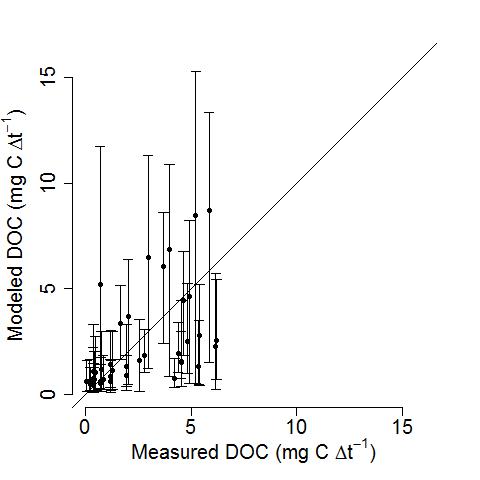 15
10
5
0
Modeled DOC (mg C Δt⁻¹)
0 5 10 15
Measured DOC (mg C Δt⁻¹)